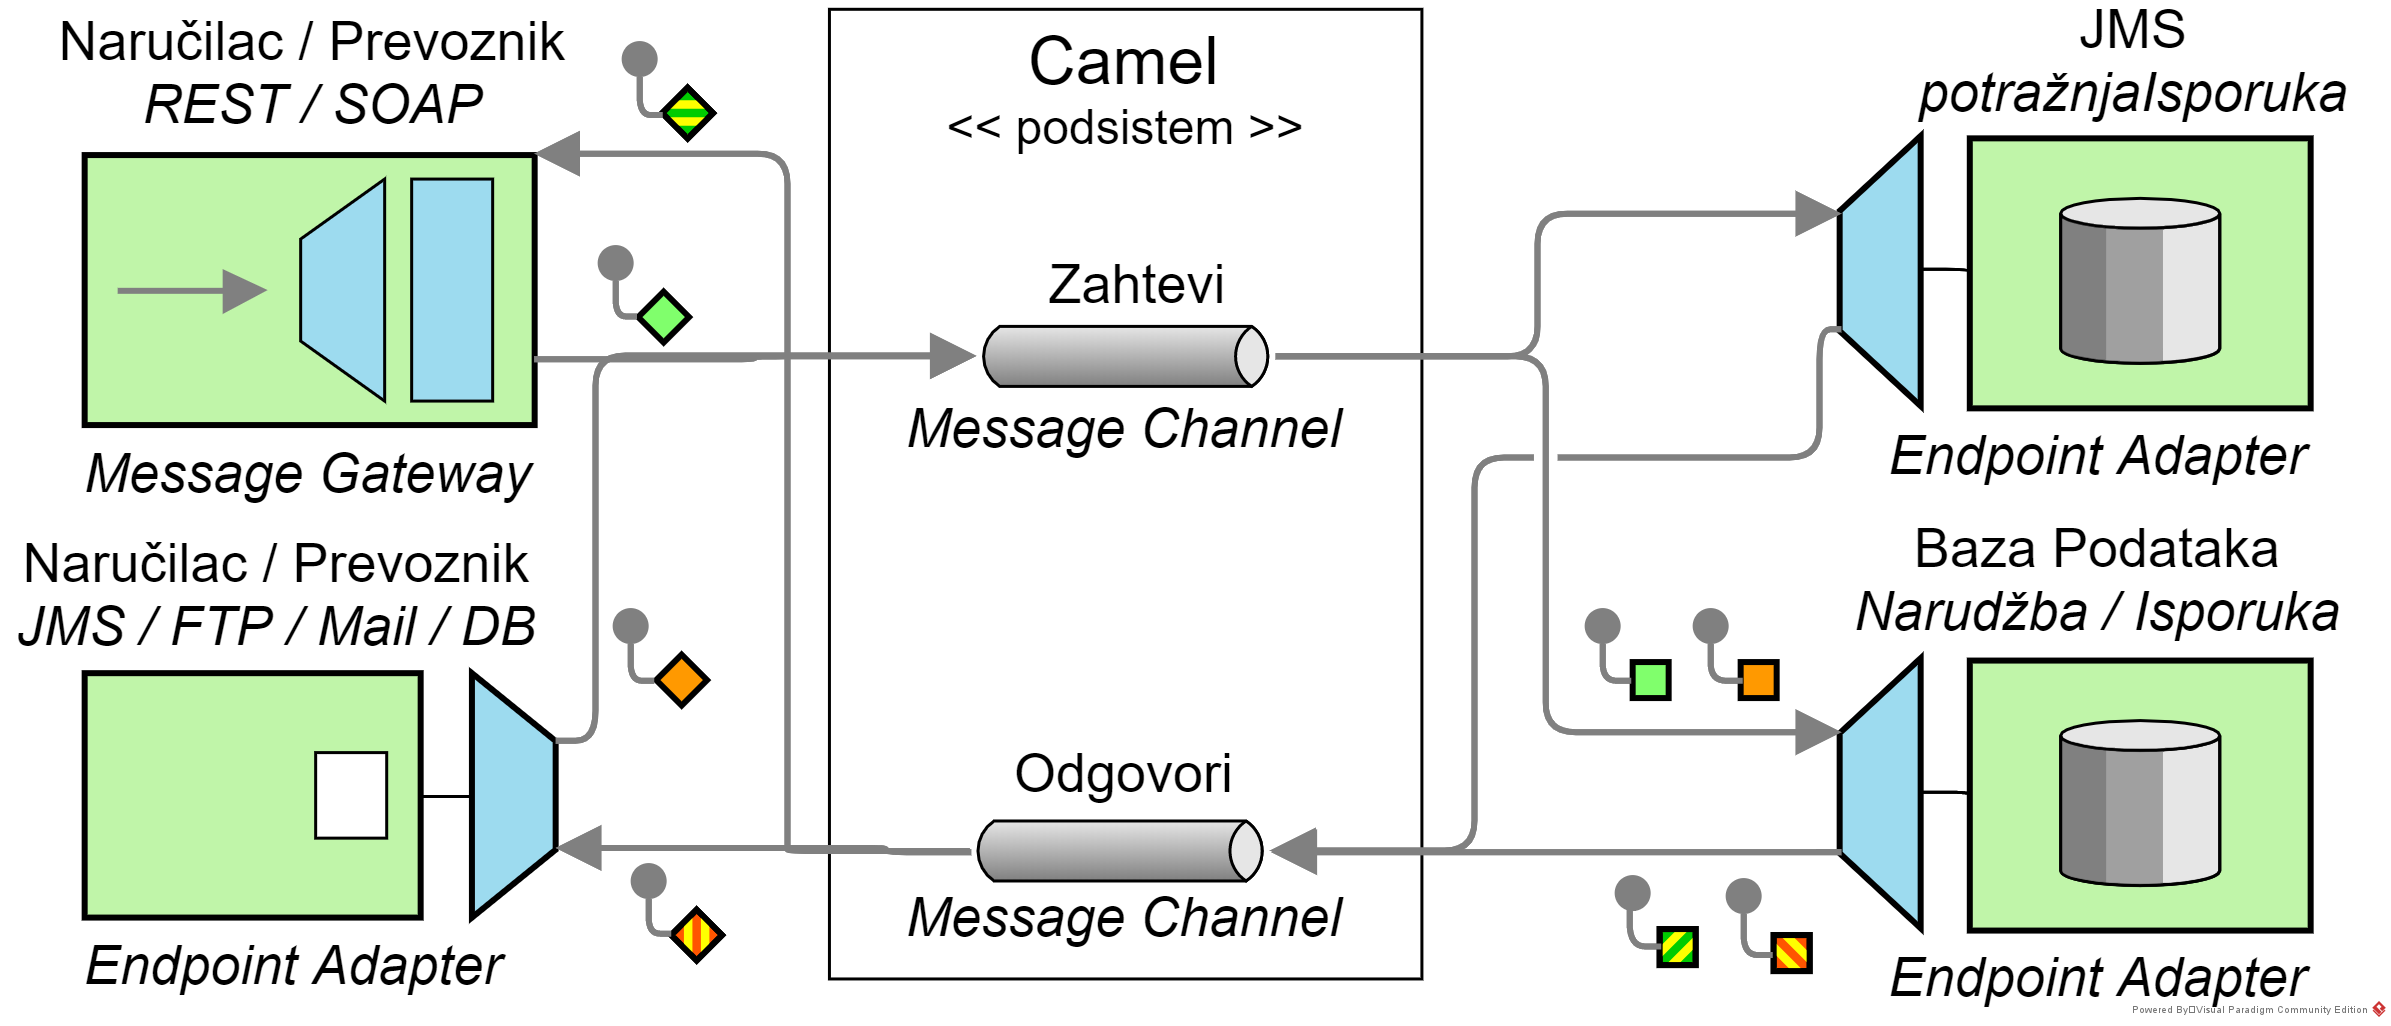 Naručilac / Prevoznik
REST / SOAP
Message Gateway
Naručilac / Prevoznik
JMS / FTP / Mail / DB
Endpoint Adapter
Camel
<< podsistem >>
Zahtevi
Message Channel
Odgovori
Message Channel
JMS
potražnjaIsporuka
Endpoint Adapter
Baza Podataka
Narudžba / Isporuka
Endpoint Adapter
Powered By□Visual Paradigm Community Edition